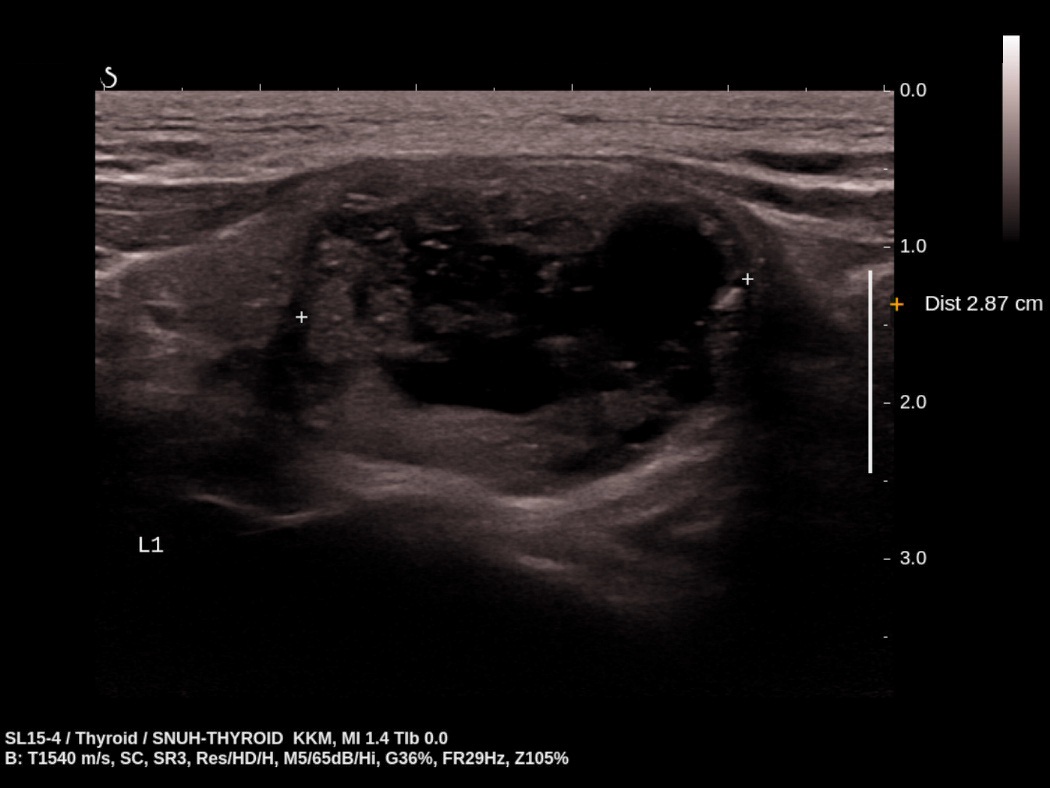 S
0.0
1.0
Dist 2.87 cm
2.0
L1
3.0
SL15-4 / Thyroid / SNUH-THYROID KKM, MI 1.4 TIb 0.0
B: T1540 m/s, SC, SR3, Res/HD/H, M5/65dB/Hi, G36%, FR29Hz, Z105%